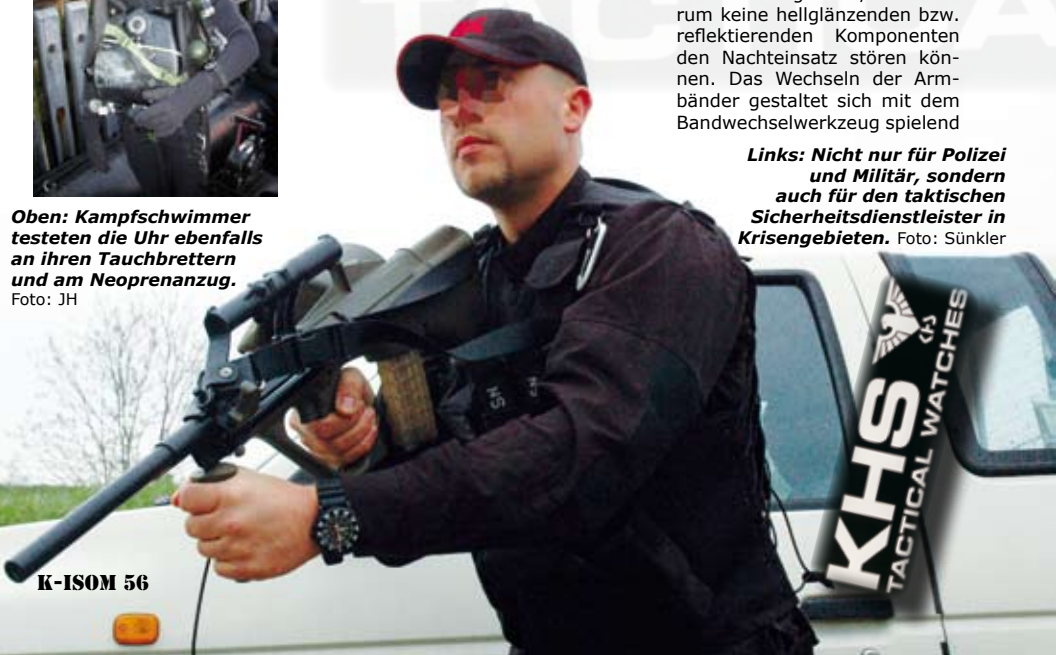 rum keine hellglänzenden bzw.
reflektierenden Komponenten
den Nachteinsatz stören kön-
nen. Das Wechseln der Arm-
bänder gestaltet sich mit dem
Bandwechselwerkzeug spielend
Links: Nicht nur für Polizei
und Militär, sondern
auch für den taktischen
Sicherheitsdienstleister in
Krisengebieten. Foto: Sünkler
Oben: Kampfschwimmer
testeten die Uhr ebenfalls
an ihren Tauchbrettern
und am Neoprenanzug.
Foto: JH
KHS
TACTICAL WATCHES
K-ISOM 56